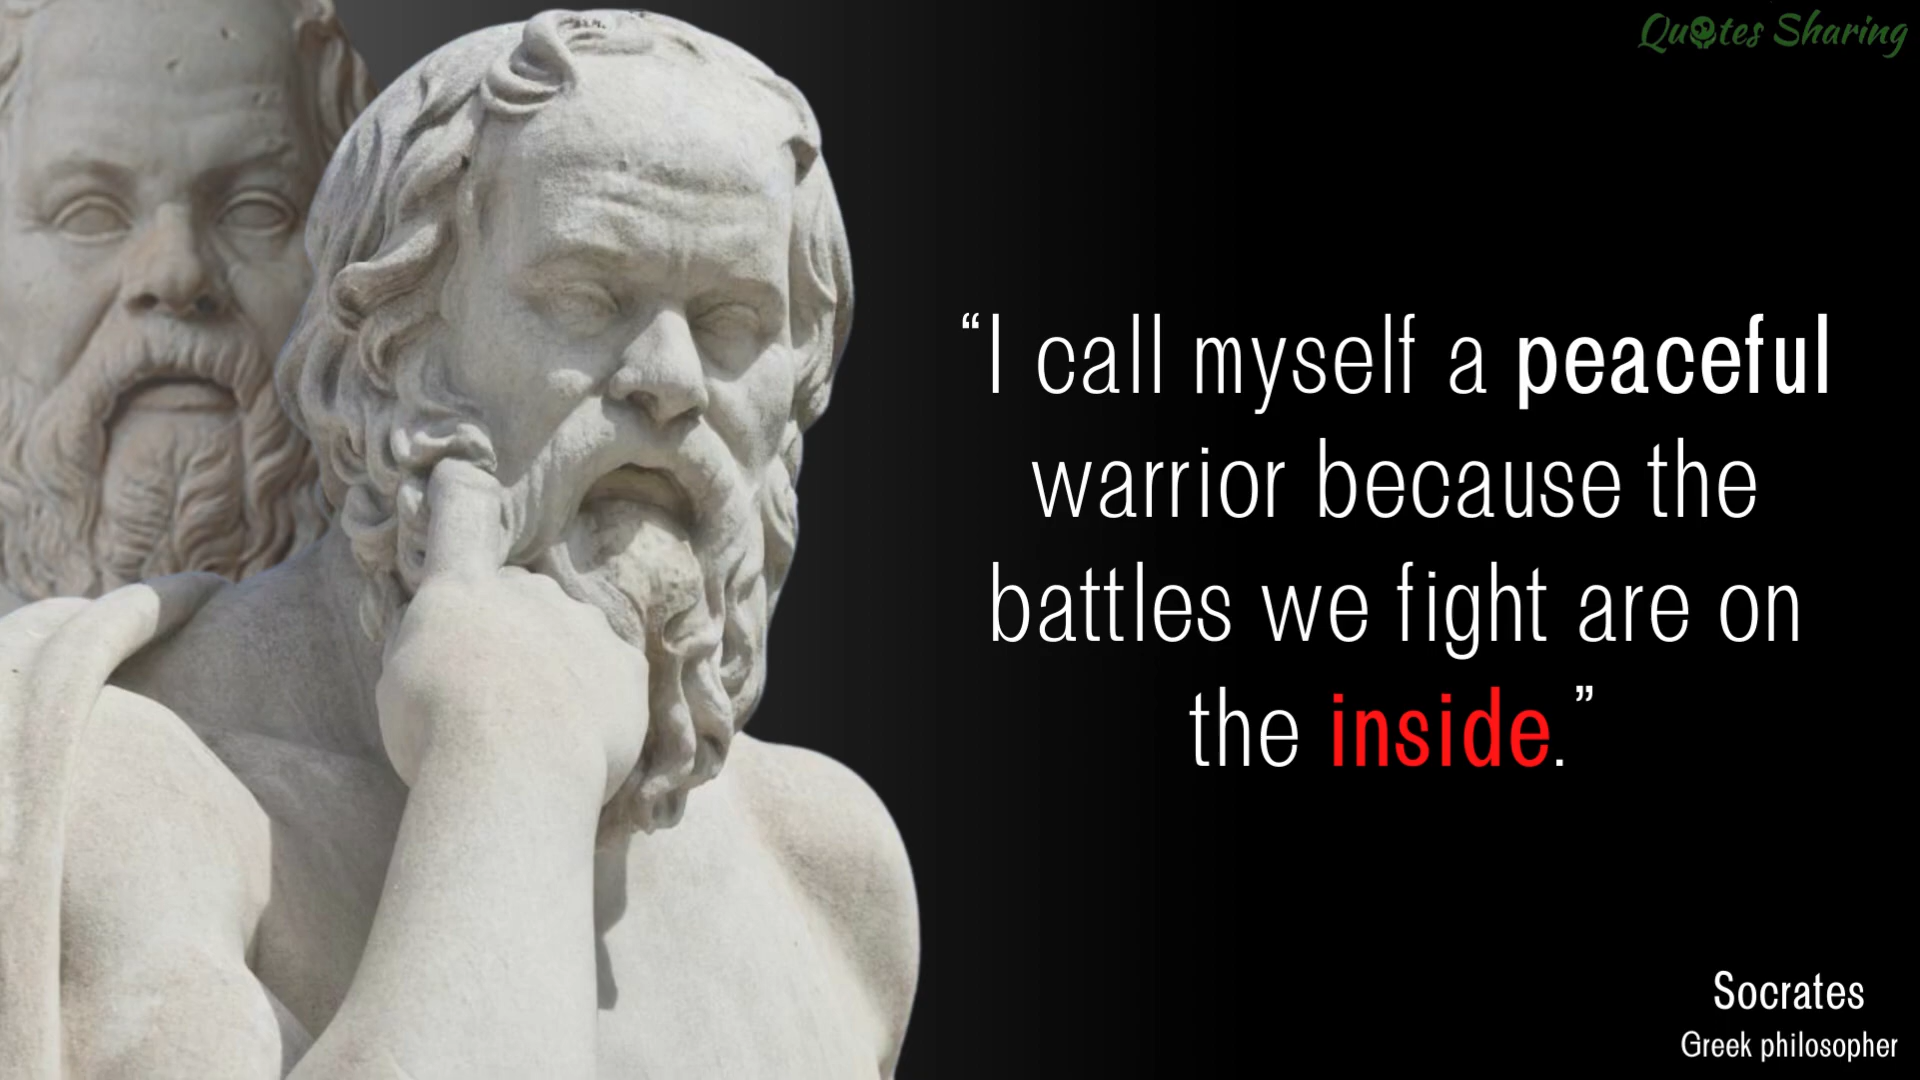 Quotes Sharing
“I call myself a peaceful
warrior because the
battles we fight are on
the inside.”
Socrates
Greek philosopher